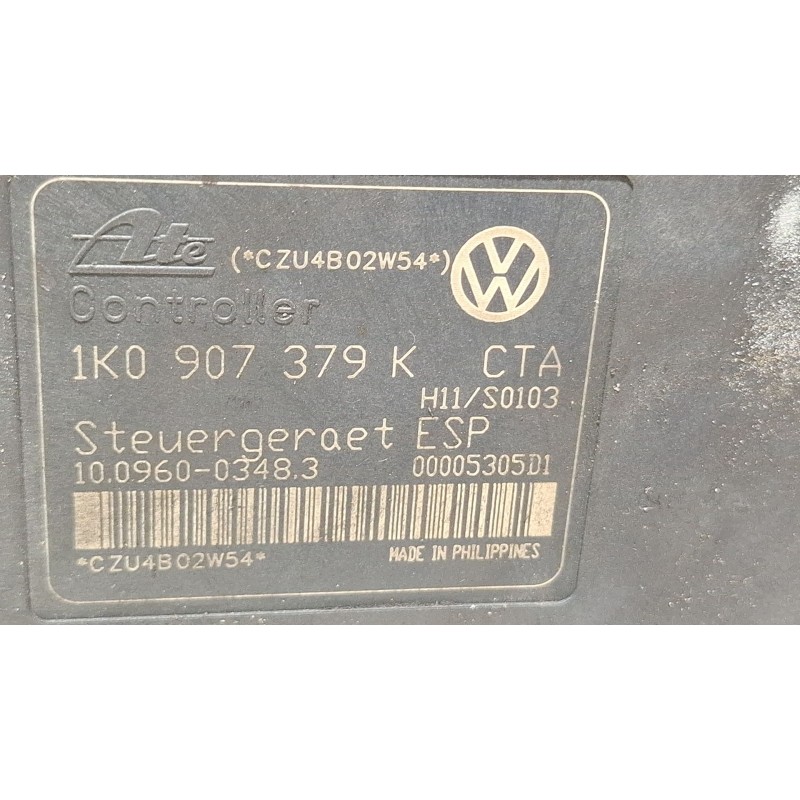 Ate (*CZU4B02W54*)
Controller
1K0 907 379 K CTA
H11/S0103
Steuergeraet ESP
10.0960-0348.3 00005305D1
*CZU4B02W54* MADE IN PHILIPPINES